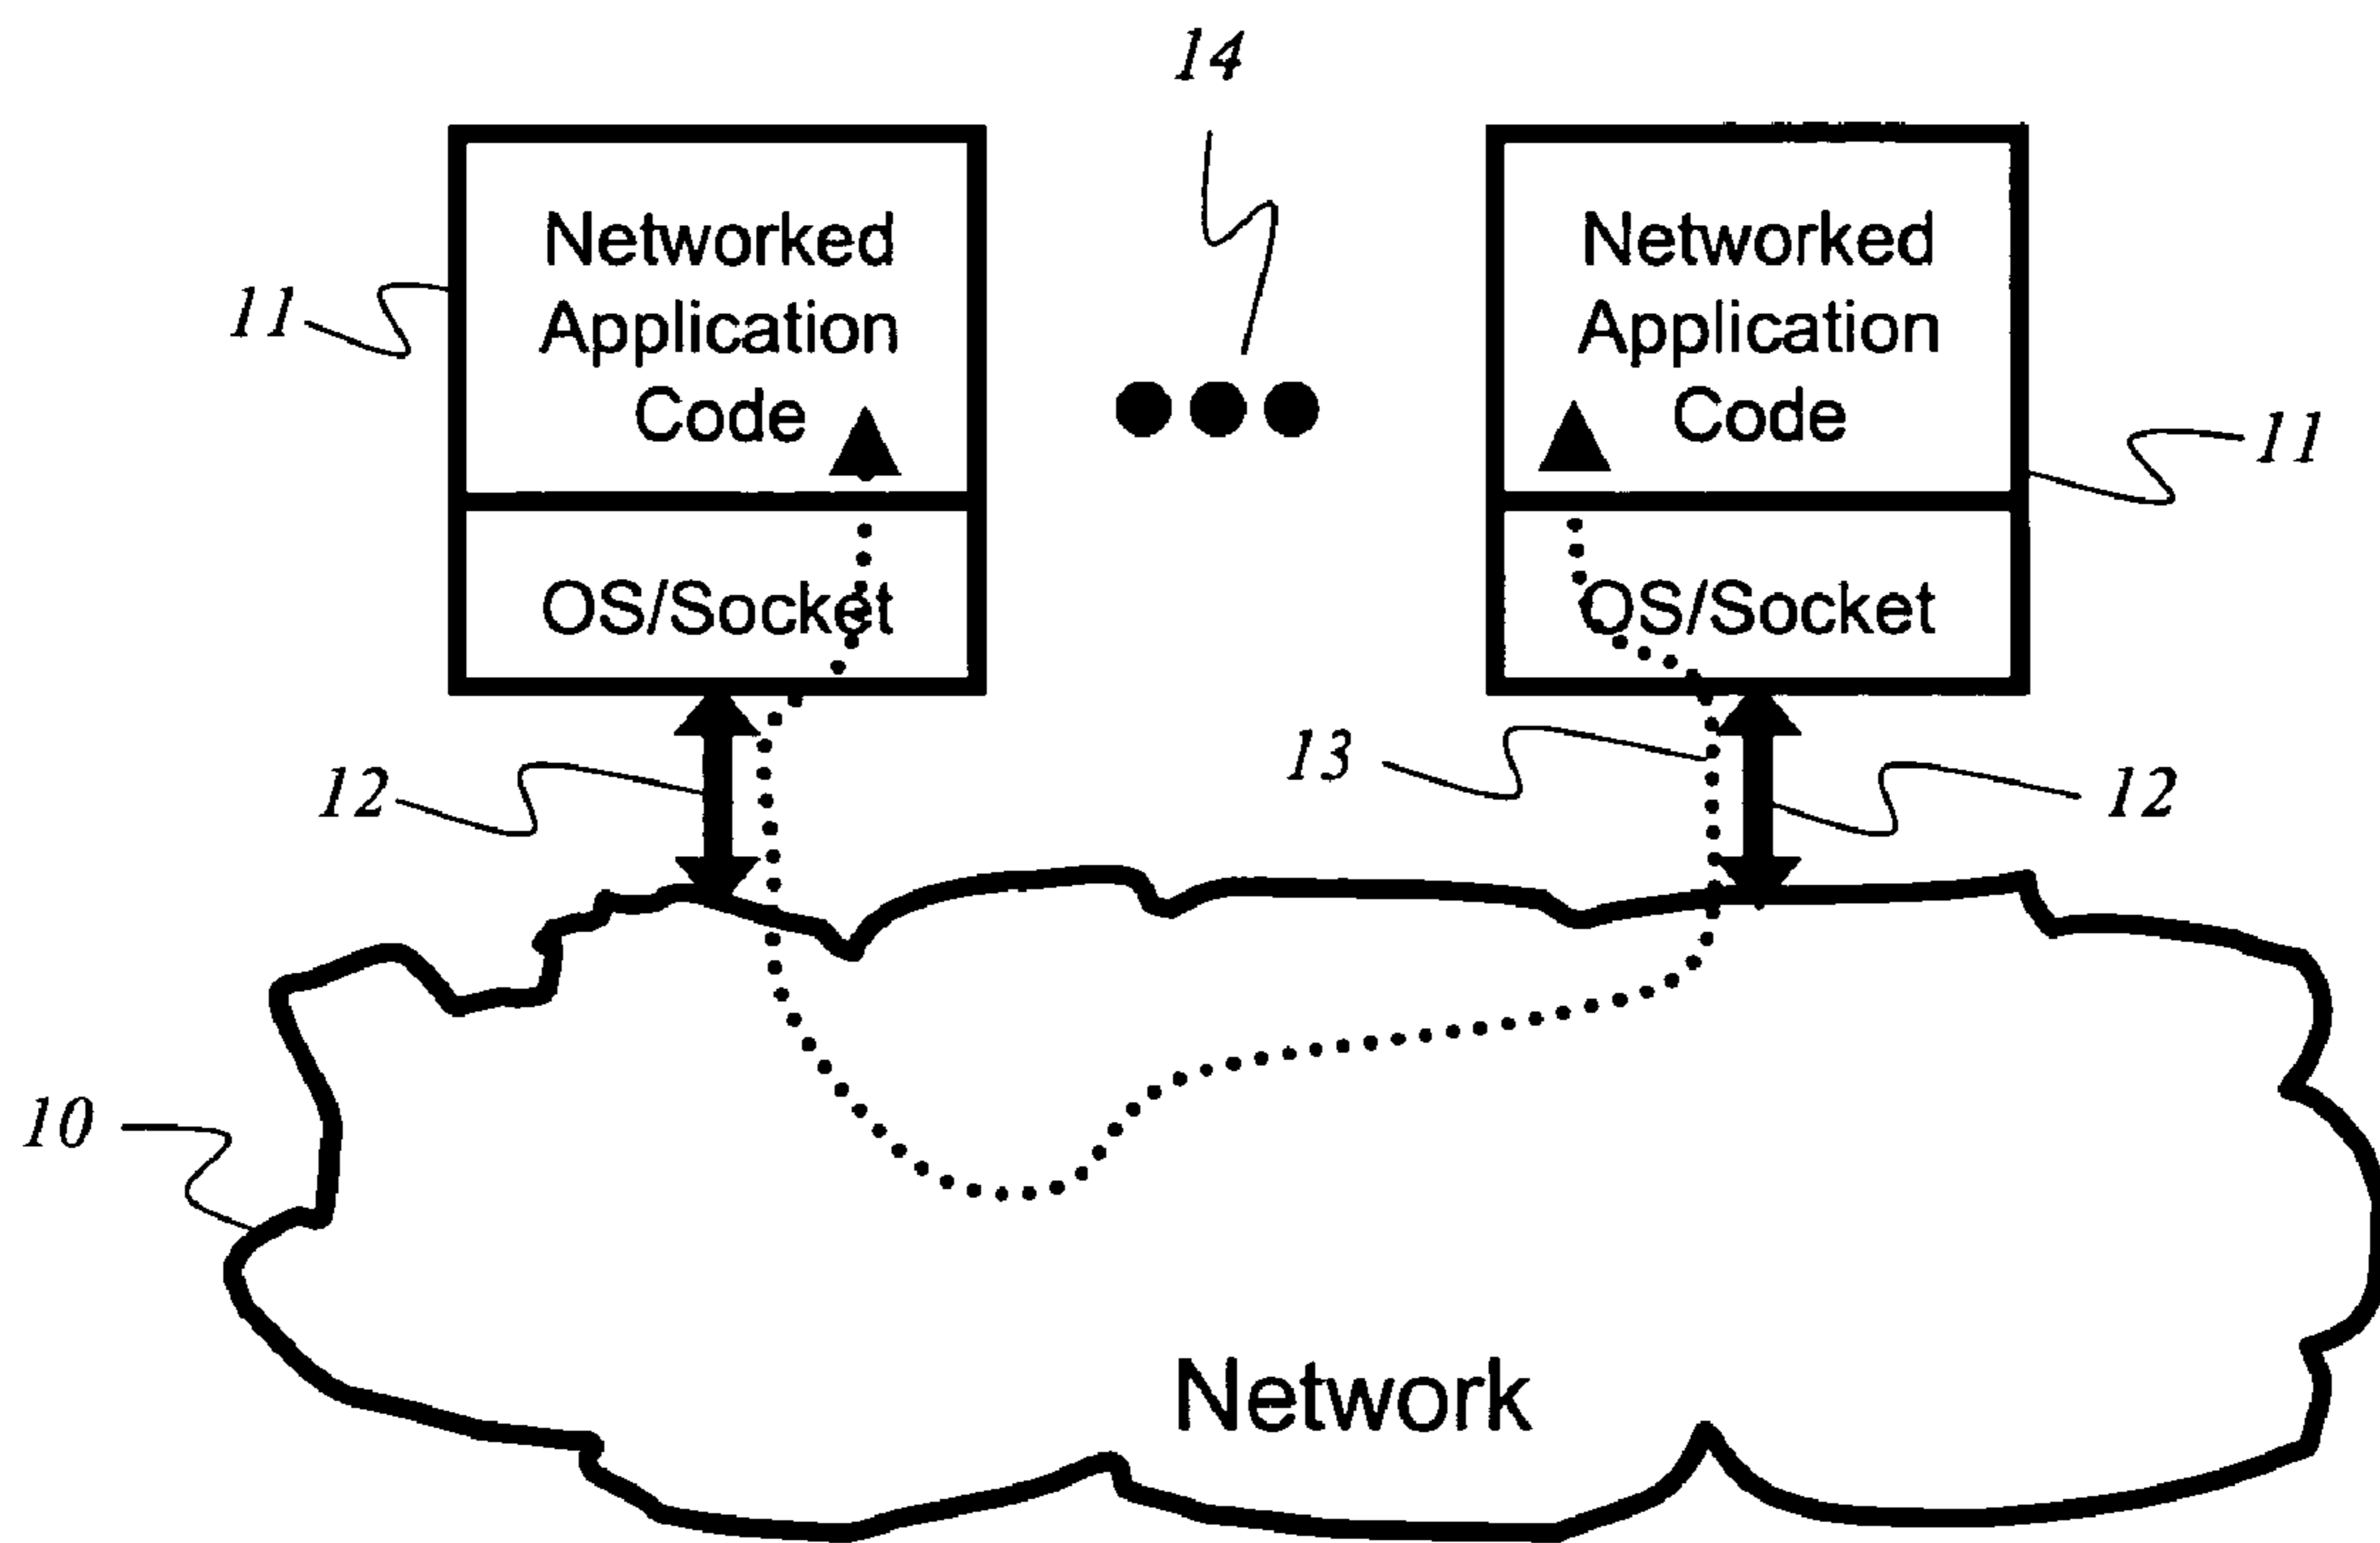 14
Networked
Application
Code
11
OS/Socket
Networked
Application
Code
11
OS/Socket
12
13
12
10
Network